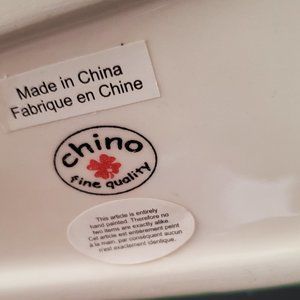 Made in China
Fabrique en Chine
chino
fine quality
This article is entirely
hand painted. Therefore no
two items are exactly alike.
Cet article est entièrement peint
à la main, par conséquent aucun
n'est exactement identique.